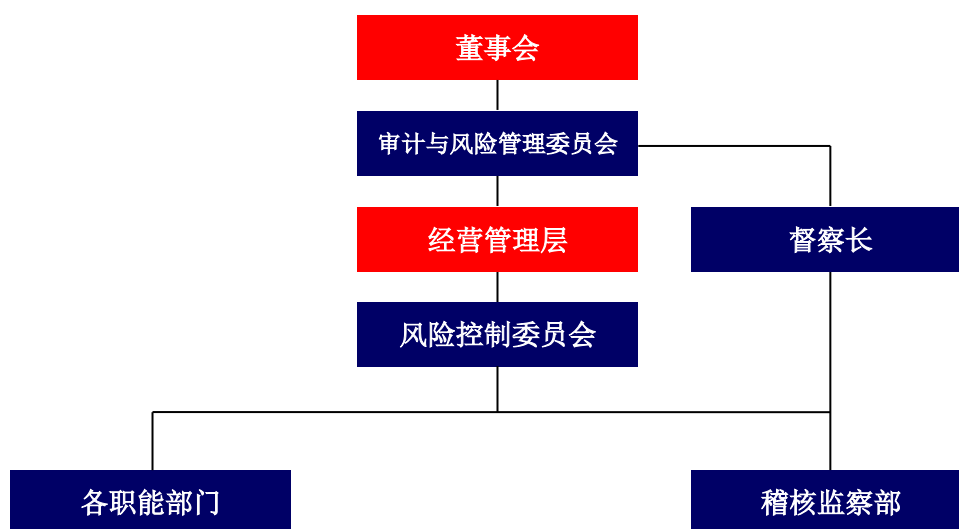 董事会
审计与风险管理委员会
经营管理层
督察长
风险控制委员会
各职能部门
稽核监察部